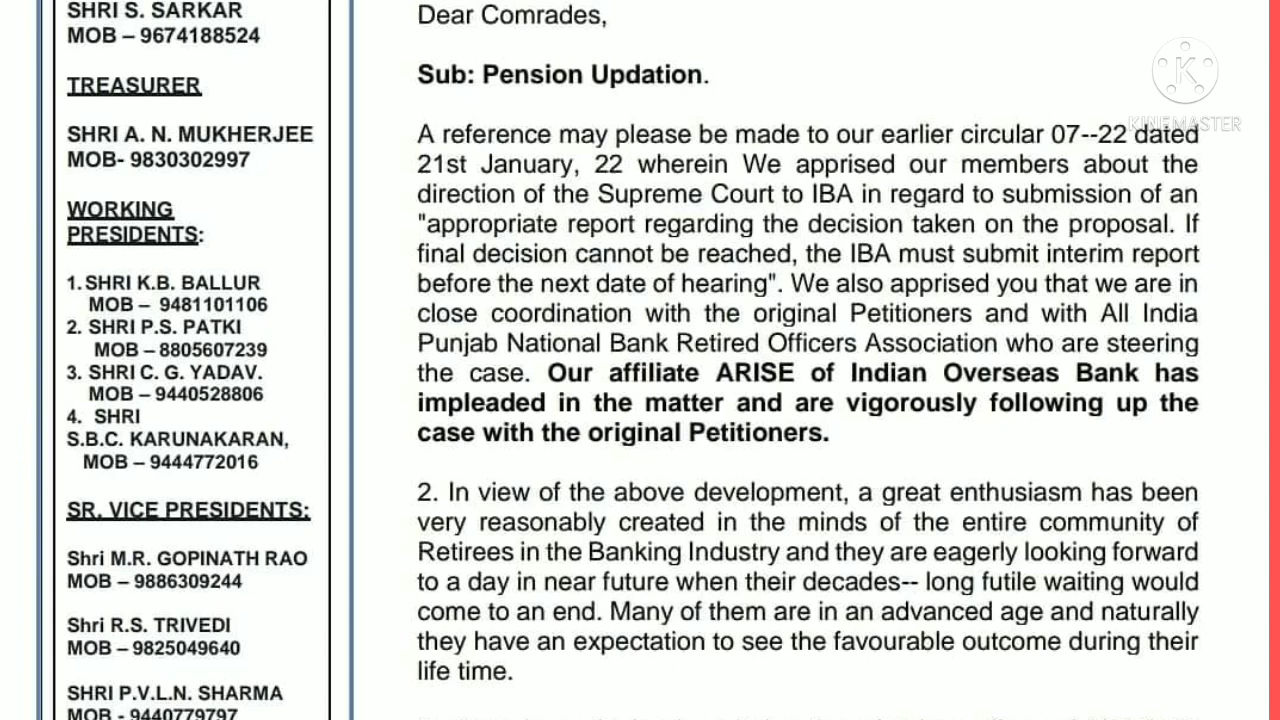 SHRI S. SARKAR
MOB – 9674188524
TREASURER
SHRI A. N. MUKHERJEE
MOB- 9830302997
WORKING
PRESIDENTS:
1. SHRI K.B. BALLUR
MOB – 9481101106
2. SHRI P.S. PATKI
MOB – 8805607239
3. SHRI C. G. YADAV.
MOB – 9440528806
4. SHRI
S.B.C. KARUNAKARAN,
MOB – 9444772016
SR. VICE PRESIDENTS:
Shri M.R. GOPINATH RAO
MOB – 9886309244
Shri R.S. TRIVEDI
MOB – 9825049640
SHRI P.V.L.N. SHARMA
MOB - 9440779797
Dear Comrades,
Sub: Pension Updation.
A reference may please be made to our earlier circular 07--22 dated
21st January, 22 wherein We apprised our members about the
direction of the Supreme Court to IBA in regard to submission of an
"appropriate report regarding the decision taken on the proposal. If
final decision cannot be reached, the IBA must submit interim report
before the next date of hearing". We also apprised you that we are in
close coordination with the original Petitioners and with All India
Punjab National Bank Retired Officers Association who are steering
the case. Our affiliate ARISE of Indian Overseas Bank has
impleaded in the matter and are vigorously following up the
case with the original Petitioners.
2. In view of the above development, a great enthusiasm has been
very reasonably created in the minds of the entire community of
Retirees in the Banking Industry and they are eagerly looking forward
to a day in near future when their decades-- long futile waiting would
come to an end. Many of them are in an advanced age and naturally
they have an expectation to see the favourable outcome during their
life time.
K
KINEMASTER